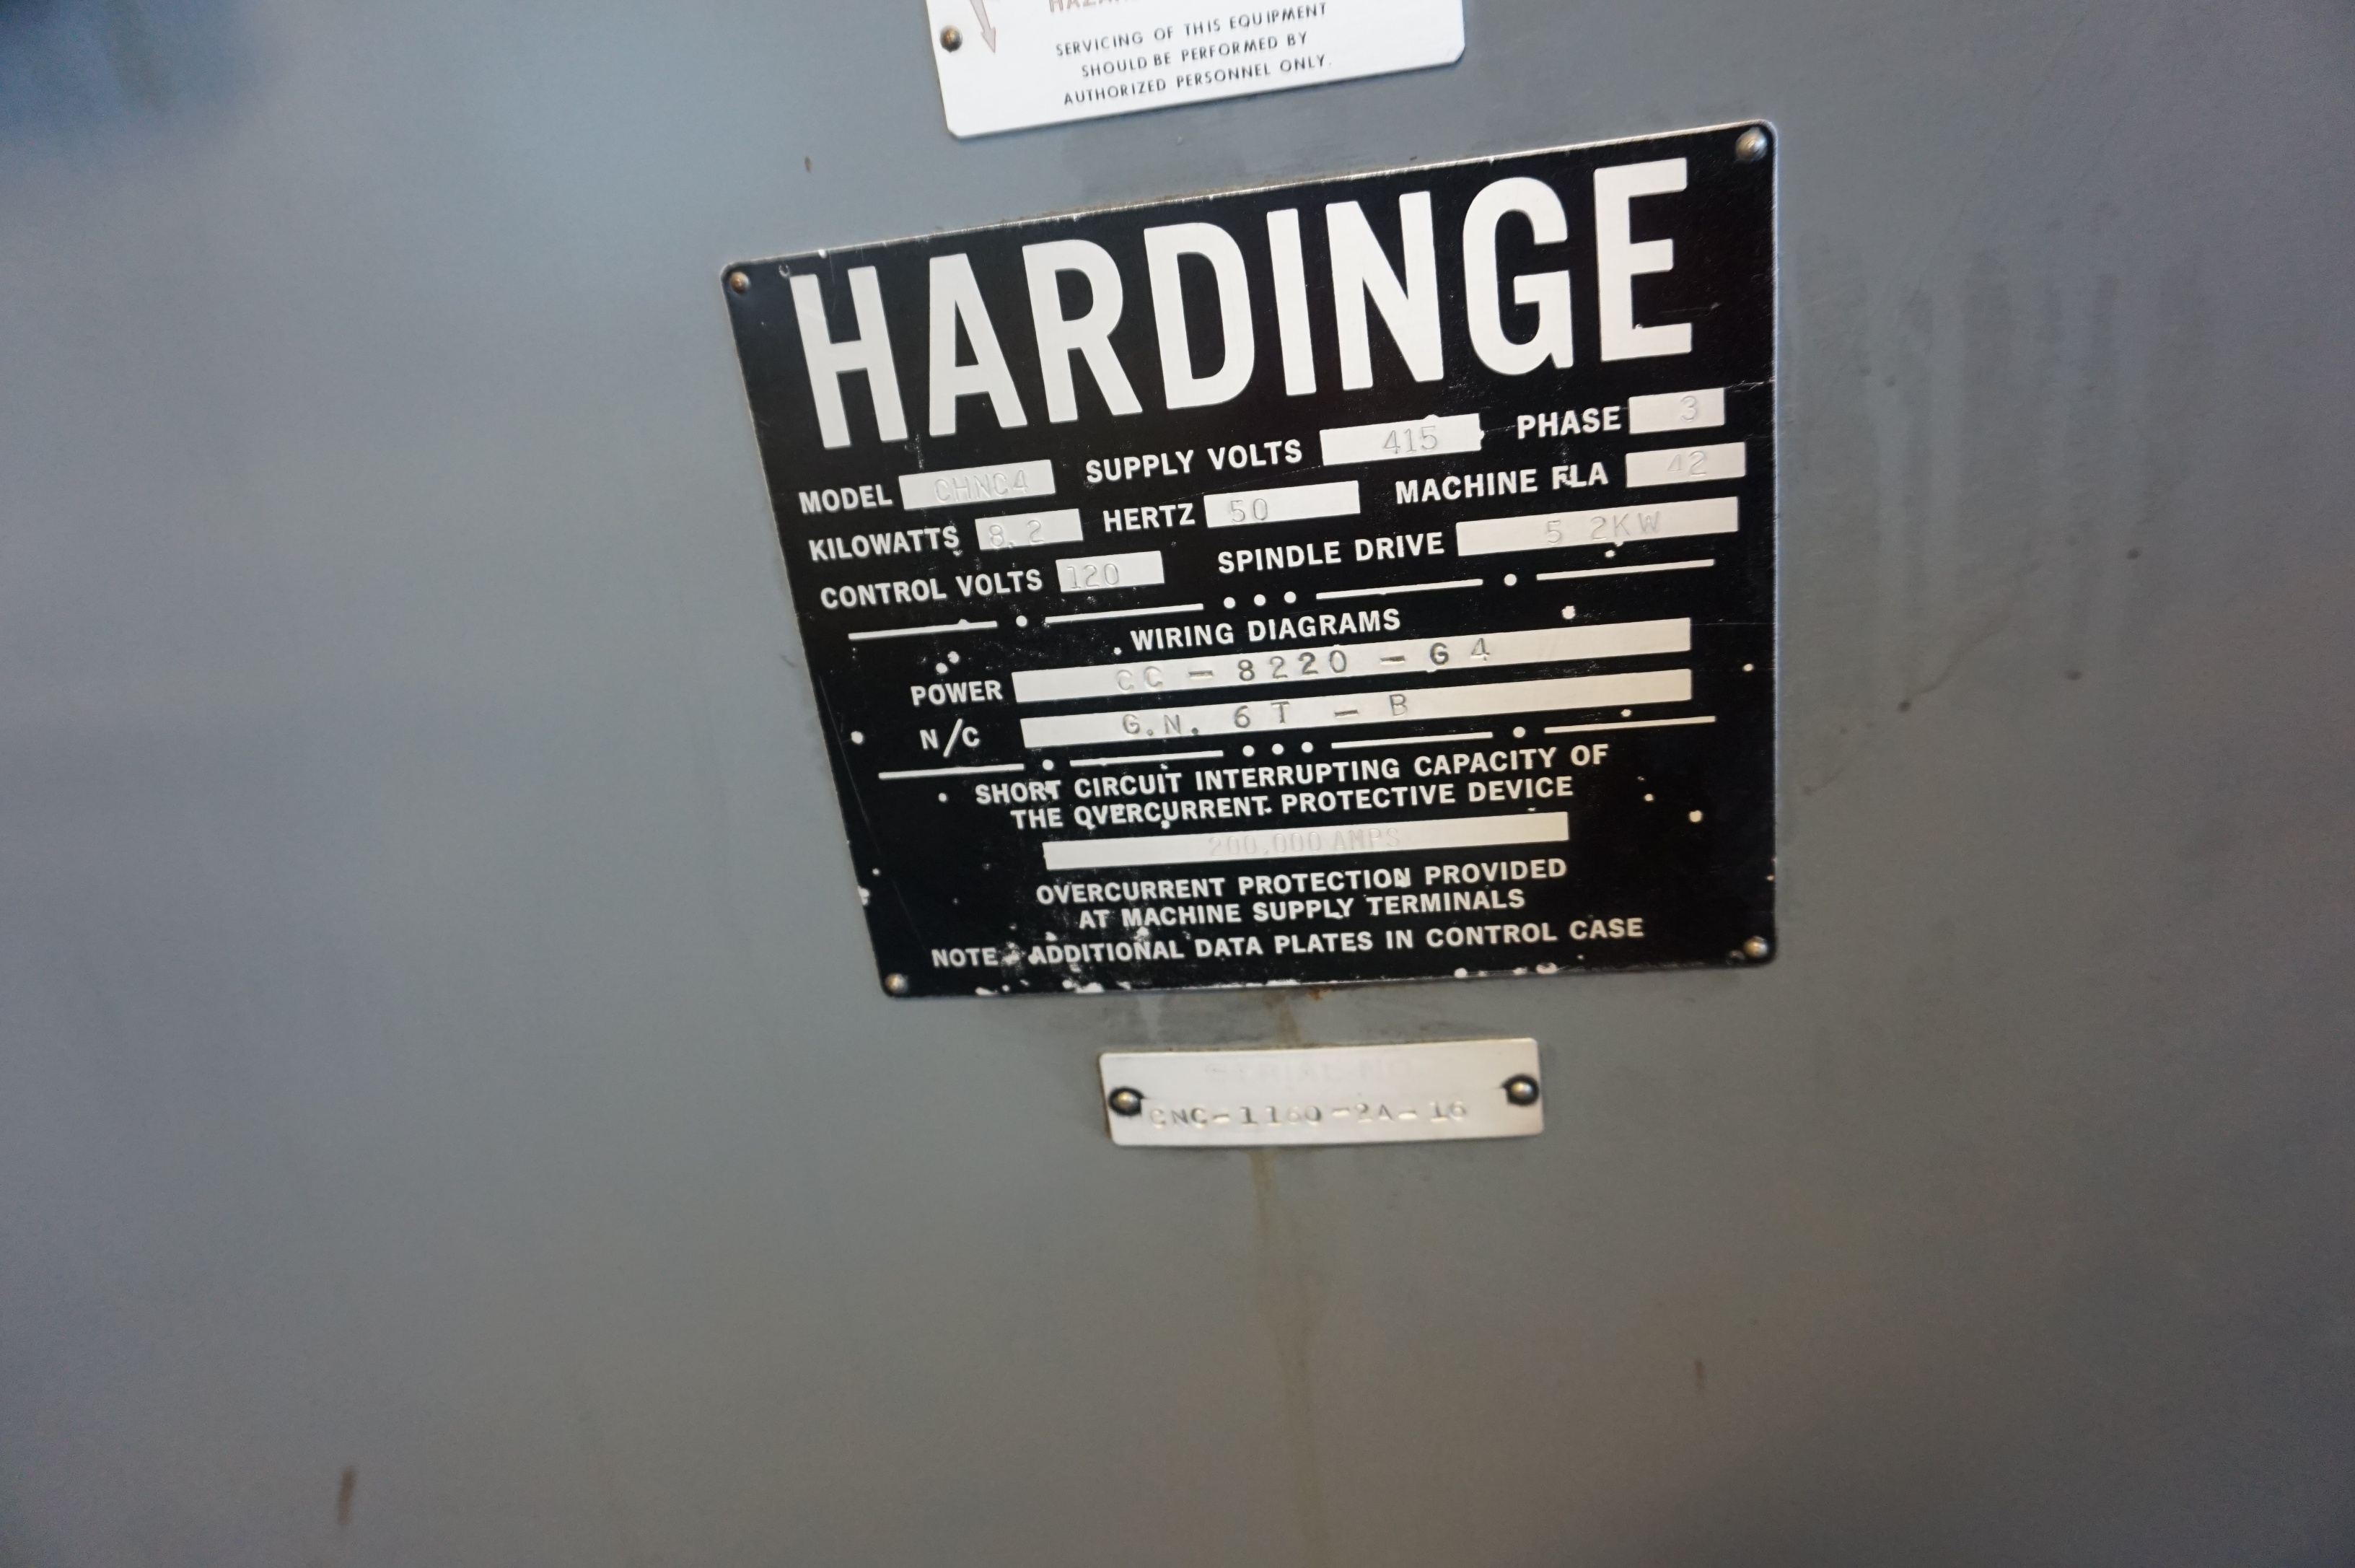 SERVICING OF THIS EQUIPMENT
SHOULD BE PERFORMED BY
AUTHORIZED PERSONNEL ONLY.
HARDINGE
MODEL CHNC4 SUPPLY VOLTS 415 PHASE 3
KILOWATTS 8.2 HERTZ 50 MACHINE FLA 42
CONTROL VOLTS 120 SPINDLE DRIVE 5 2KW
WIRING DIAGRAMS
POWER CC - 8220 - G4
N/C G.N. 6T - B
SHORT CIRCUIT INTERRUPTING CAPACITY OF
THE OVERCURRENT PROTECTIVE DEVICE
200,000 AMPS
OVERCURRENT PROTECTION PROVIDED
AT MACHINE SUPPLY TERMINALS
NOTE ADDITIONAL DATA PLATES IN CONTROL CASE
SERIAL NO.